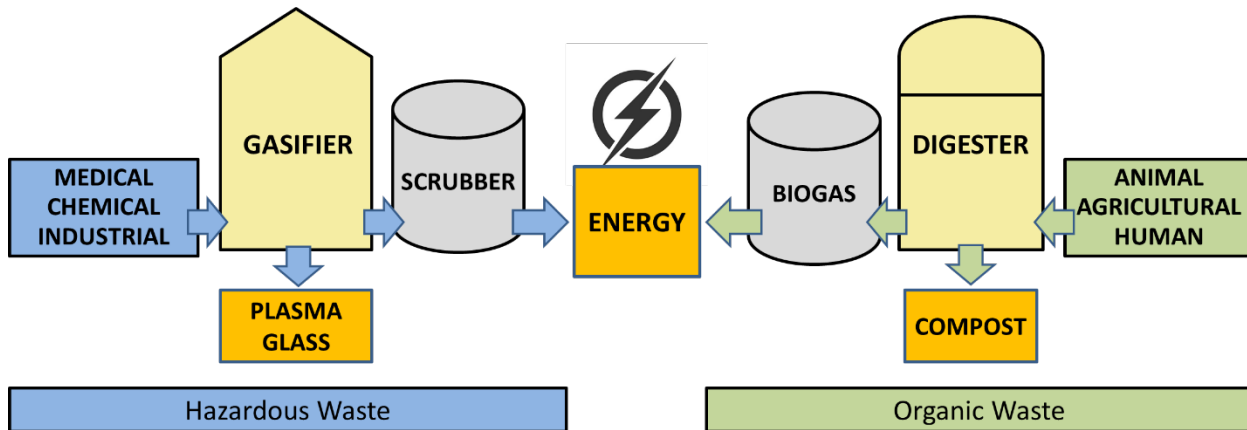 GASIFIER
SCRUBBER
MEDICAL
CHEMICAL
INDUSTRIAL
PLASMA
GLASS
ENERGY
BIOGAS
DIGESTER
ANIMAL
AGRICULTURAL
HUMAN
COMPOST
Hazardous Waste
Organic Waste